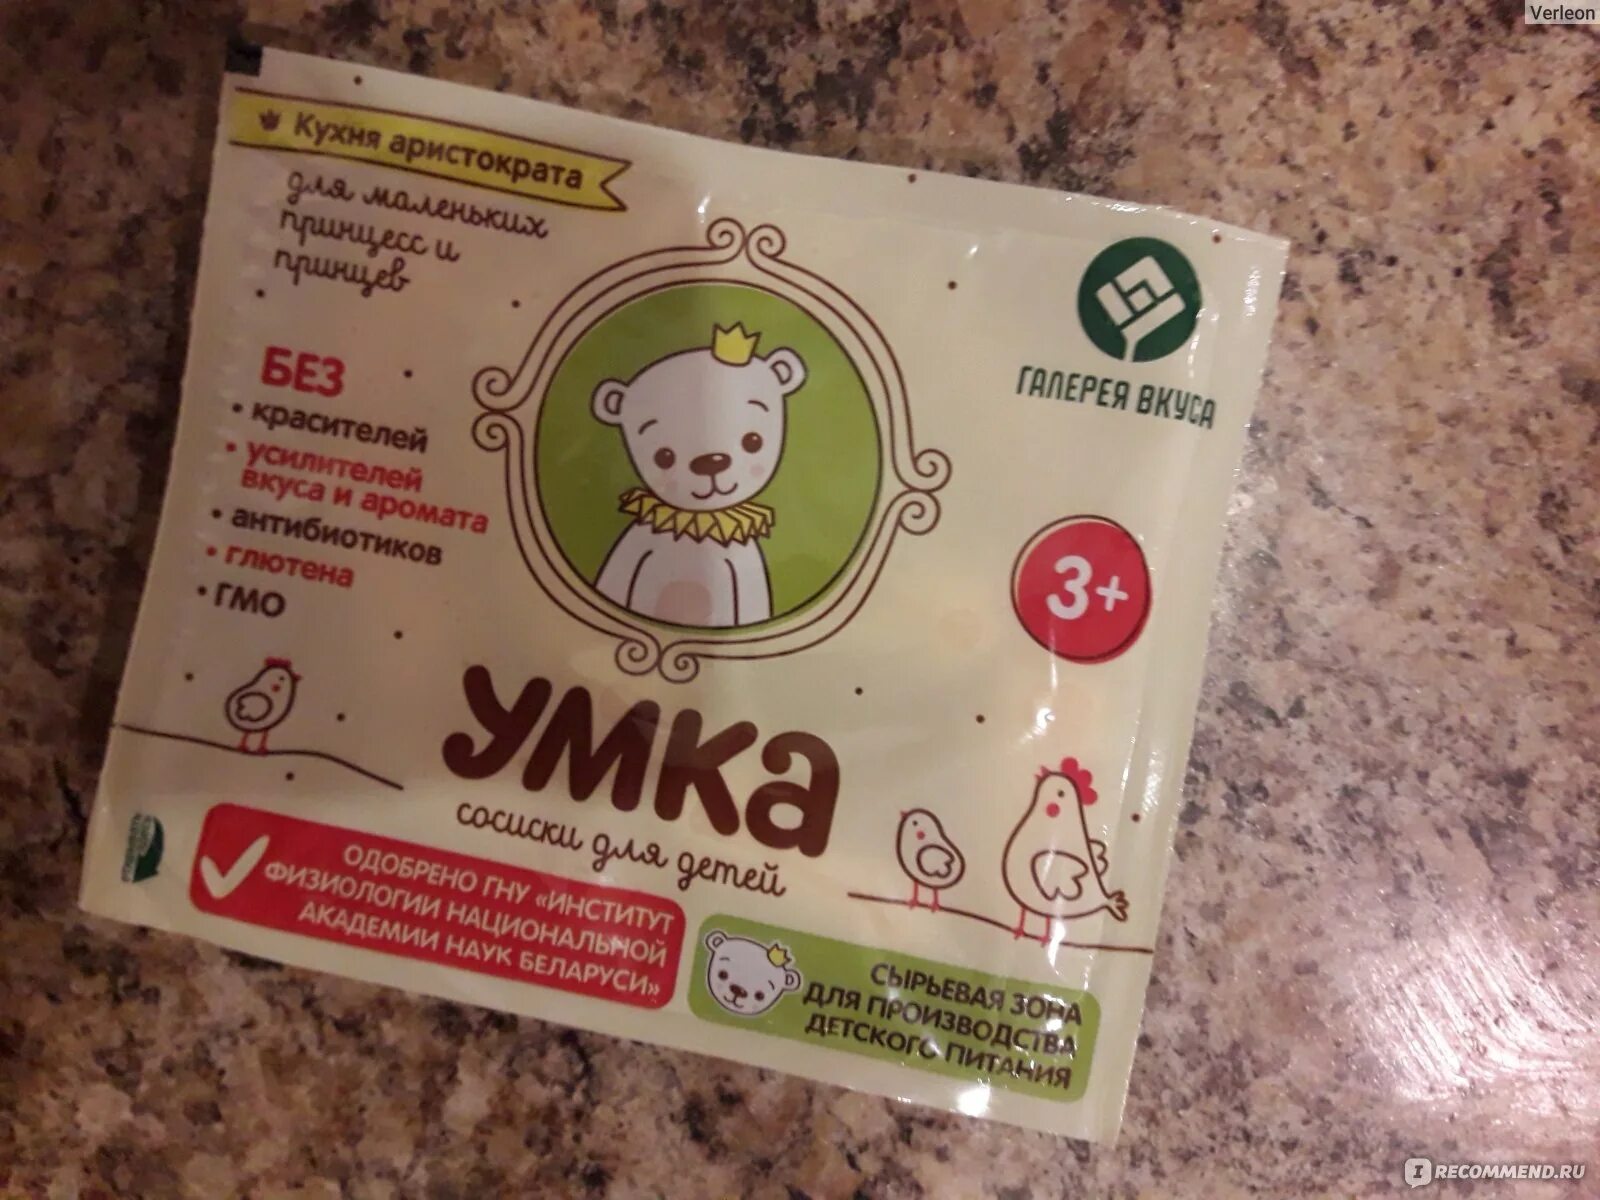 Verleon
Кухня аристократа
для маленьких
принцесс и
принцев
ГАЛЕРЕЯ ВКУСА
БЕЗ
• красителей
• усилителей
вкуса и аромата
• антибиотиков
• глютена
• ГМО
3+
УМКА
сосиски для детей
ОДОБРЕНО ГНУ «ИНСТИТУТ
ФИЗИОЛОГИИ НАЦИОНАЛЬНОЙ
АКАДЕМИИ НАУК БЕЛАРУСИ»
СЫРЬЕВАЯ ЗОНА
ДЛЯ ПРОИЗВОДСТВА
ДЕТСКОГО ПИТАНИЯ
IRECOMMEND.RU